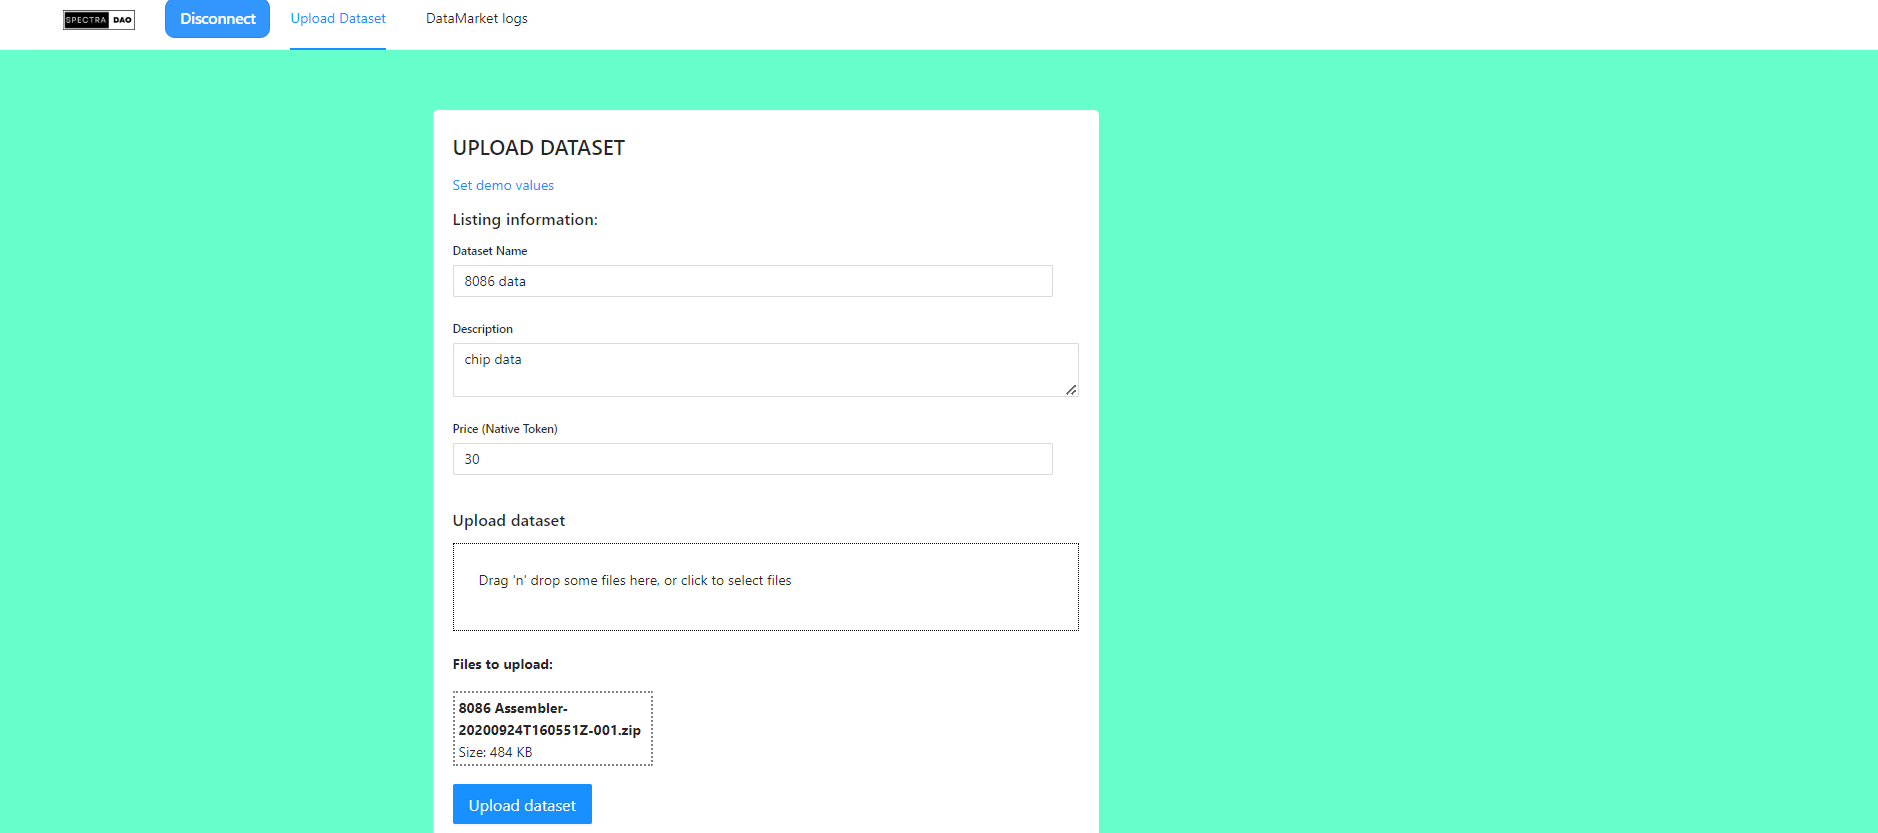 SPECTRA DAO
Disconnect
Upload Dataset
DataMarket logs
UPLOAD DATASET
Set demo values
Listing information:
Dataset Name
8086 data
Description
chip data
Price (Native Token)
30
Upload dataset
Drag 'n' drop some files here, or click to select files
Files to upload:
8086 Assembler-
20200924T160551Z-001.zip
Size: 484 KB
Upload dataset